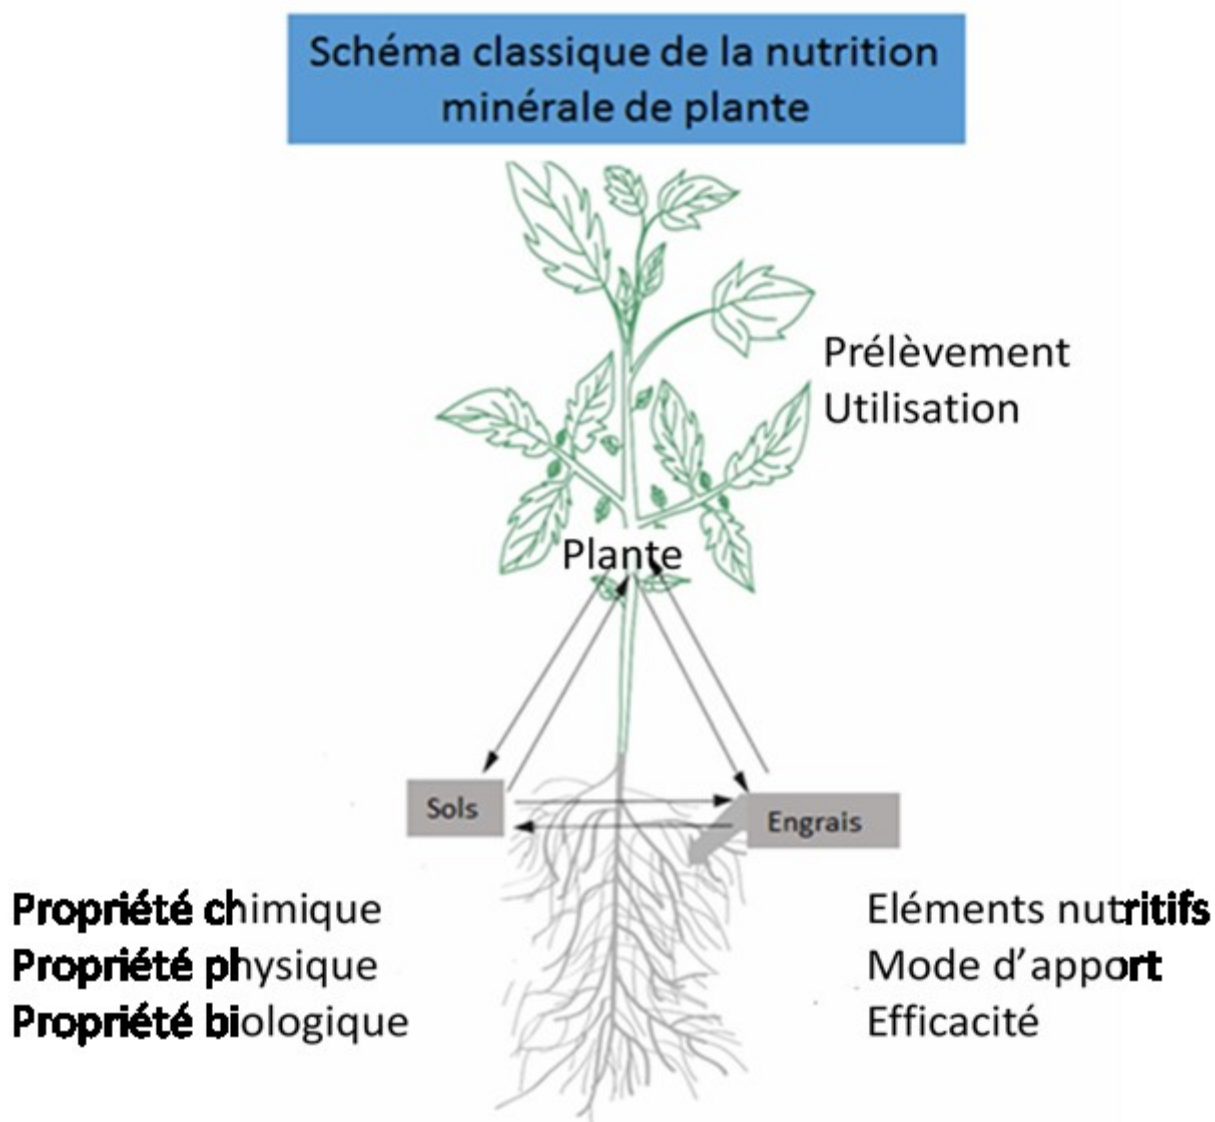 Schéma classique de la nutrition
minérale de plante
Prélèvement
Utilisation
Plante
Sols
Engrais
Propriété chimique
Propriété physique
Propriété biologique
Eléments nutritifs
Mode d'apport
Efficacité